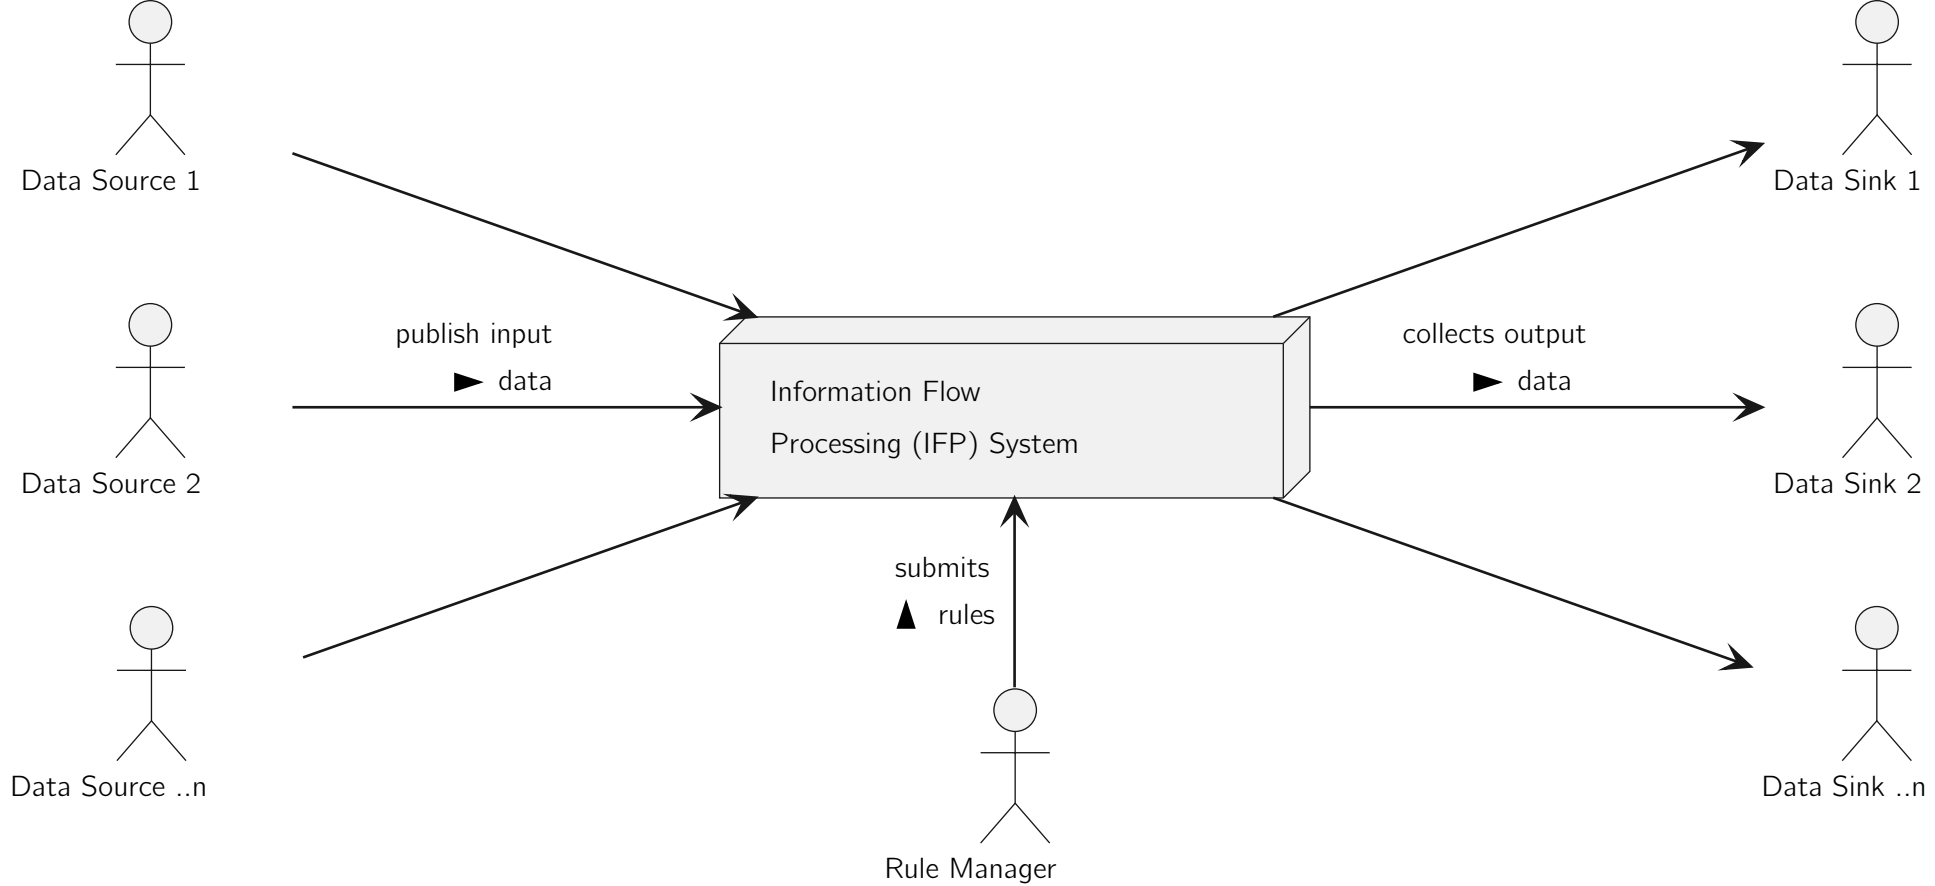 Data Source 1
Data Sink 1
publish input
data
collects output
data
Information Flow
Processing (IFP) System
Data Source 2
Data Sink 2
submits
rules
Data Source ..n
Data Sink ..n
Rule Manager